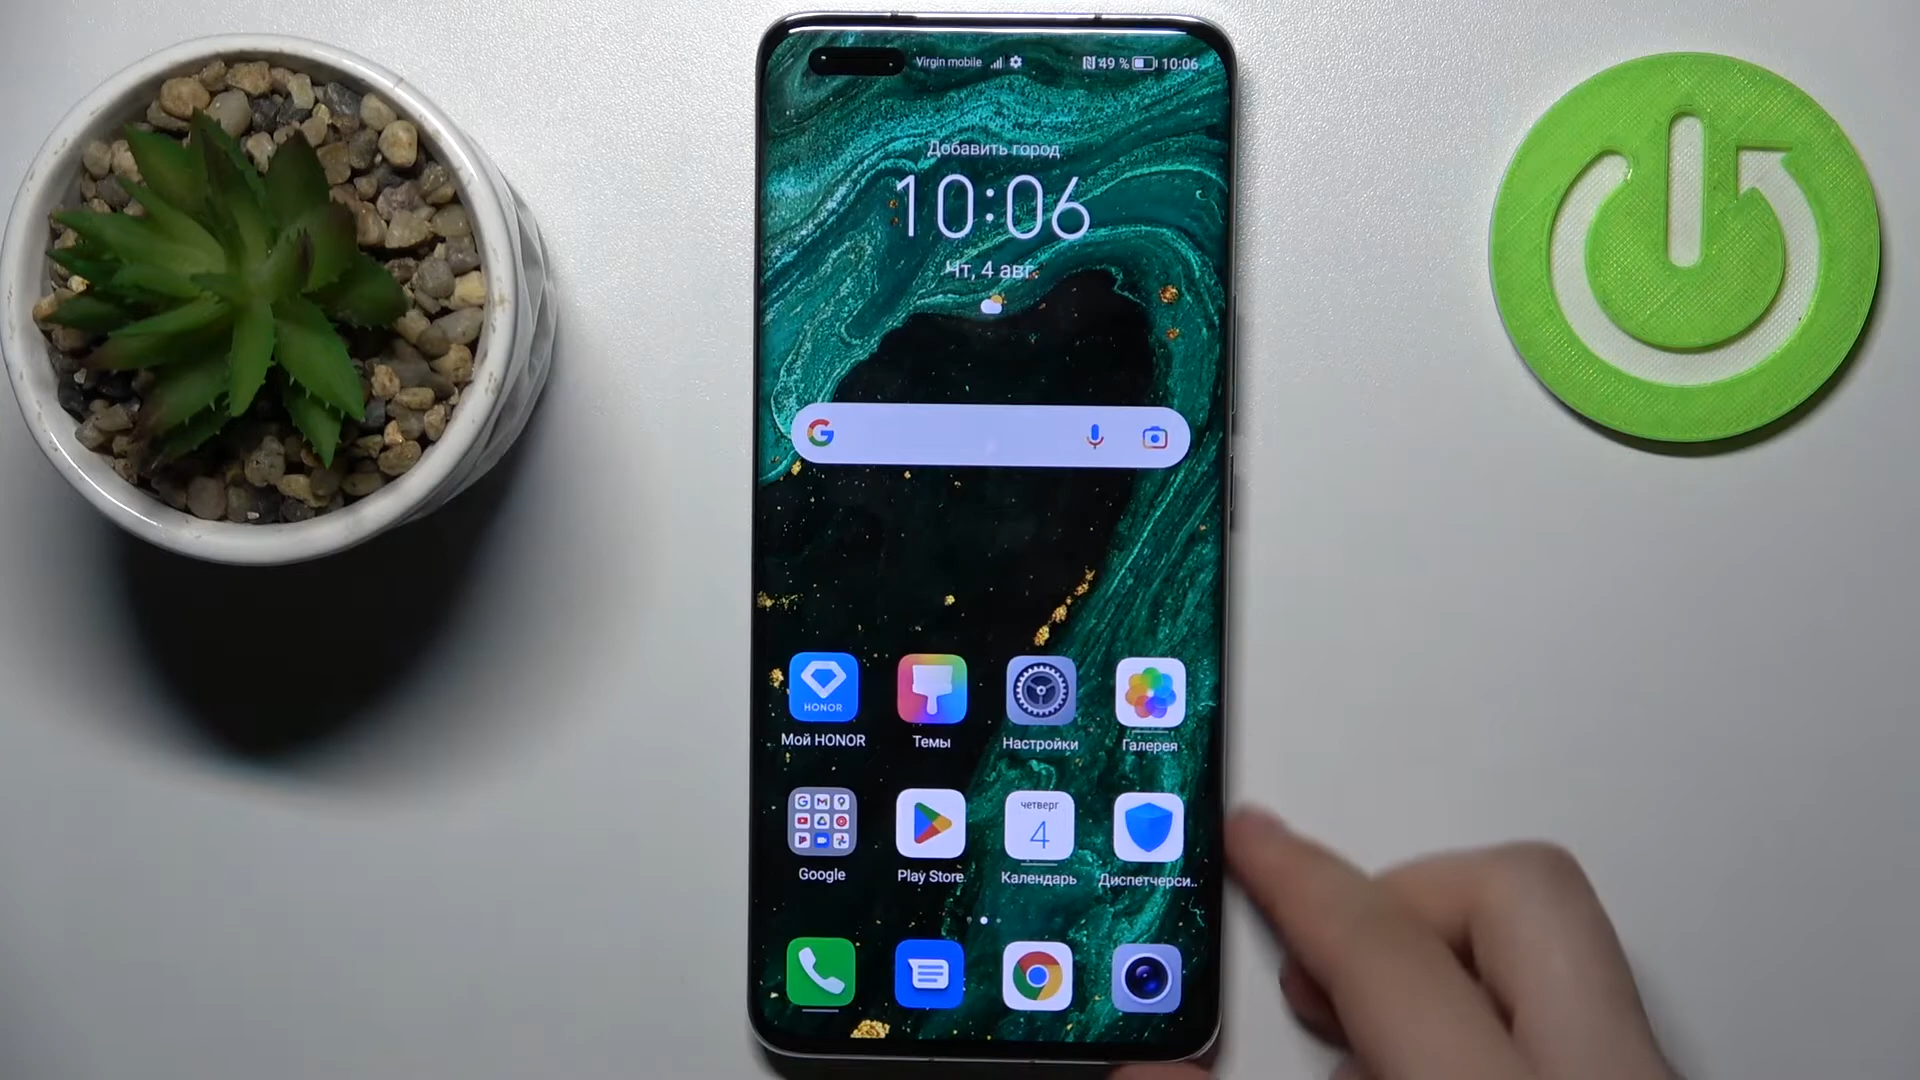 Virgin mobile
49 % 10:06
Добавить город
10:06
Чт, 4 авг.
HONOR
Мой HONOR
Темы
Настройки
Галерея
четверг
4
Google
Play Store
Календарь
Диспетчерси..